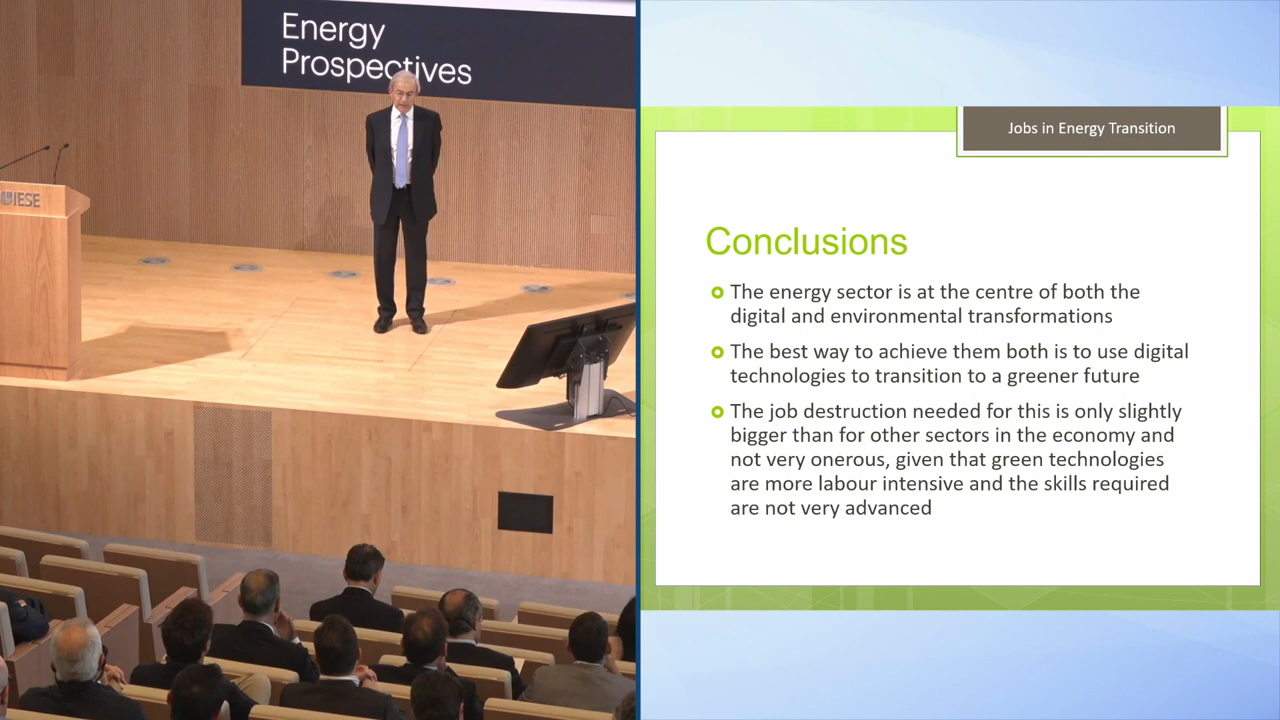 Energy
Prospectives
IESE
Jobs in Energy Transition
Conclusions
The energy sector is at the centre of both the
digital and environmental transformations
The best way to achieve them both is to use digital
technologies to transition to a greener future
The job destruction needed for this is only slightly
bigger than for other sectors in the economy and
not very onerous, given that green technologies
are more labour intensive and the skills required
are not very advanced